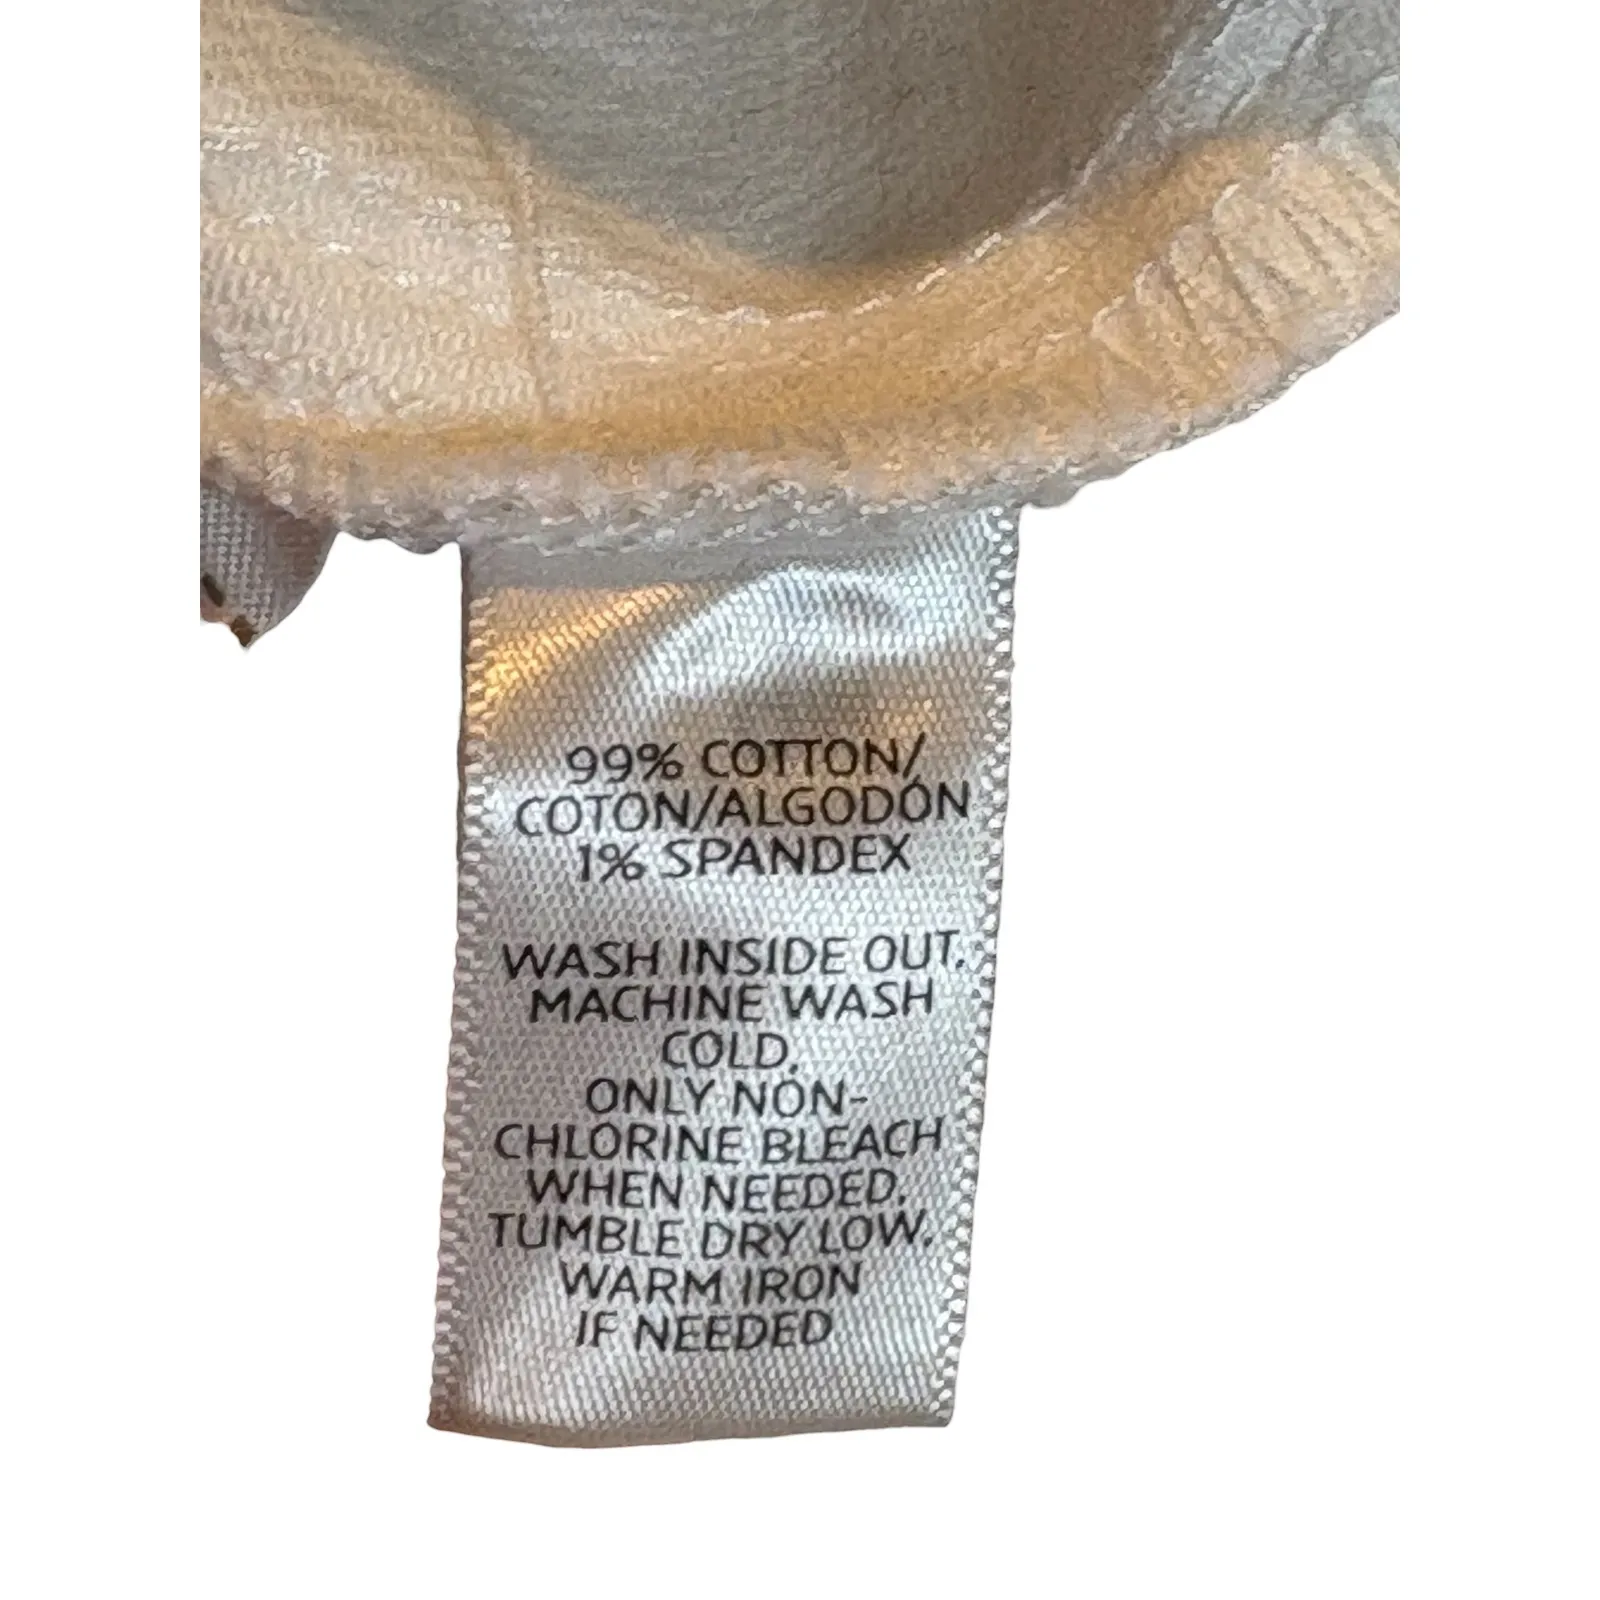 99% COTTON/
COTON/ALGODÓN
1% SPANDEX
WASH INSIDE OUT.
MACHINE WASH
COLD.
ONLY NON-
CHLORINE BLEACH
WHEN NEEDED.
TUMBLE DRY LOW.
WARM IRON
IF NEEDED